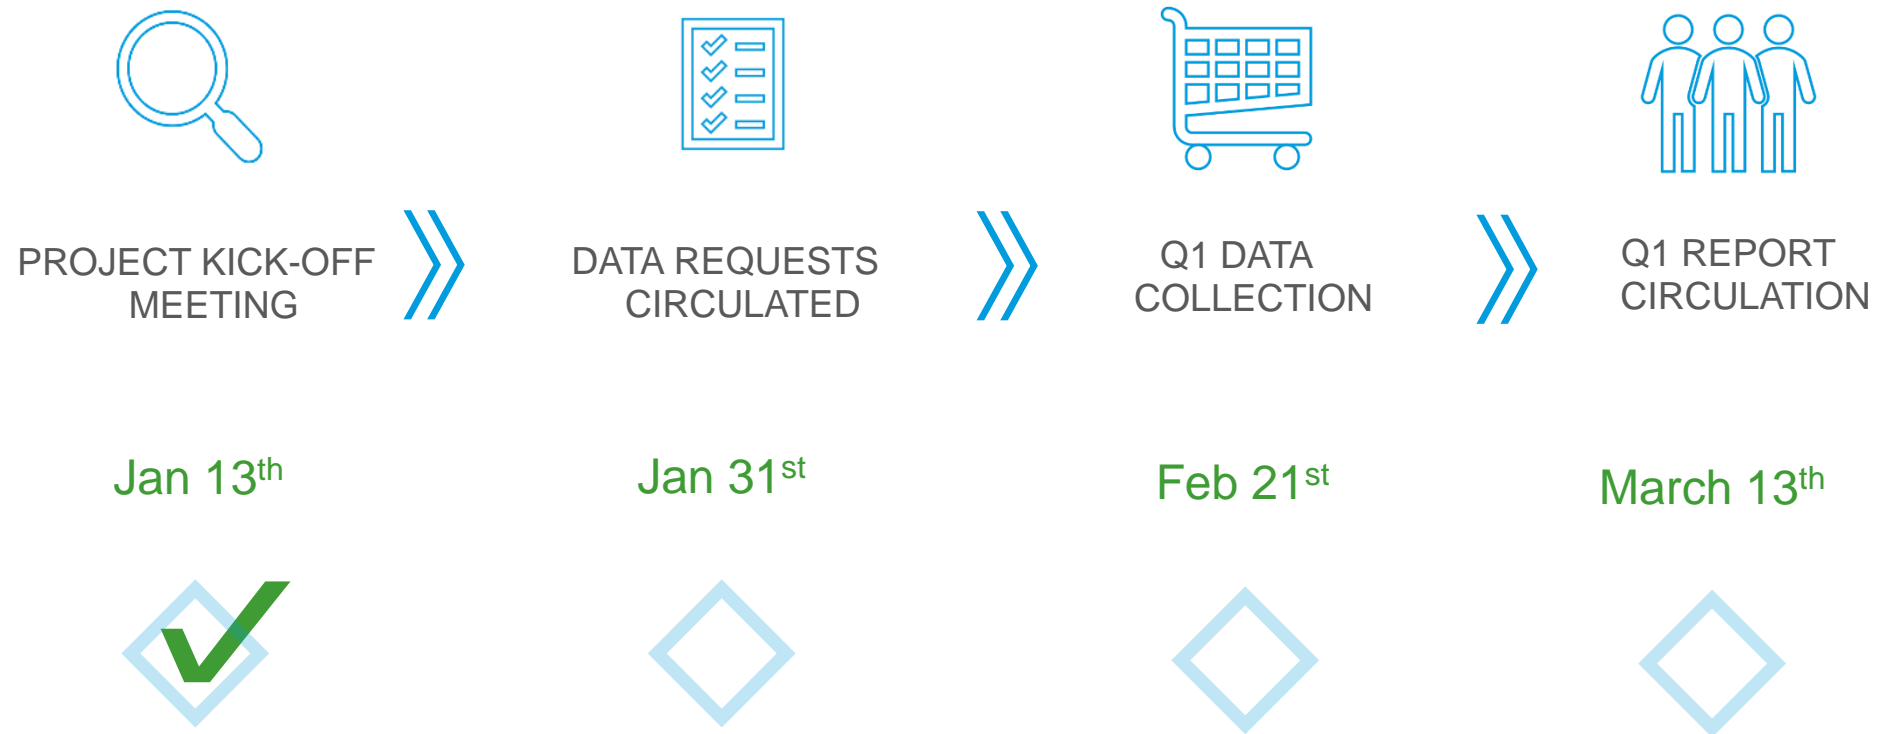 PROJECT KICK-OFF
MEETING
DATA REQUESTS
CIRCULATED
Q1 DATA
COLLECTION
Q1 REPORT
CIRCULATION
Jan 13th
Jan 31st
Feb 21st
March 13th